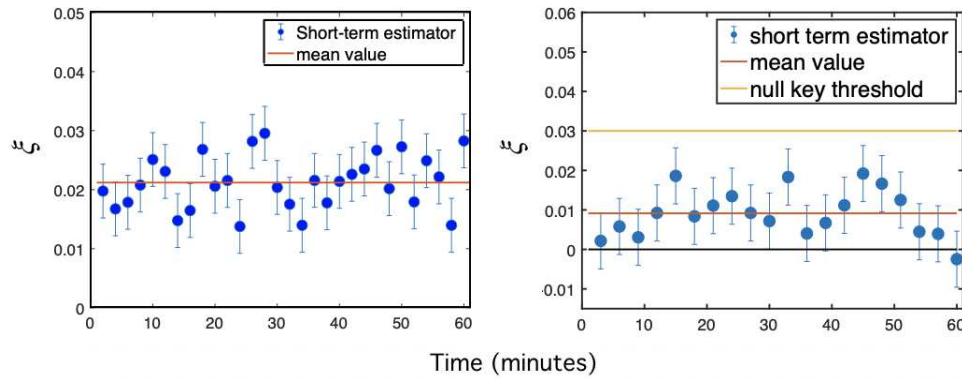 0.05
0.04
0.03
0.02
0.01
0
ξ
Short-term estimator
mean value
0 10 20 30 40 50 60
0.06
0.05
0.04
0.03
0.02
0.01
0
0.01
ξ
short term estimator
mean value
null key threshold
0 10 20 30 40 50 60
Time (minutes)